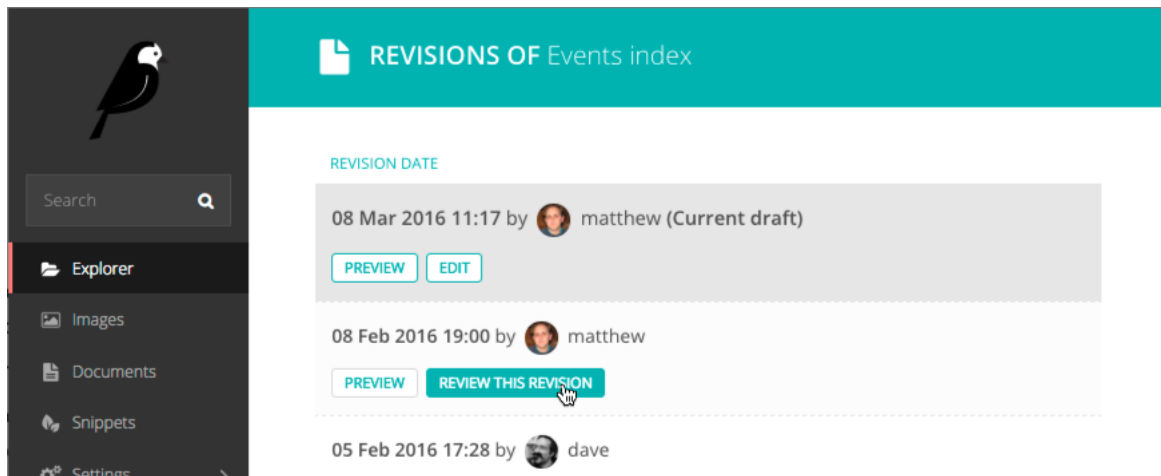 REVISIONS OF Events index
Search
Explorer
Images
Documents
Snippets
Settings
REVISION DATE
08 Mar 2016 11:17 by matthew (Current draft)
PREVIEW EDIT
08 Feb 2016 19:00 by matthew
PREVIEW REVIEW THIS REVISION
05 Feb 2016 17:28 by dave